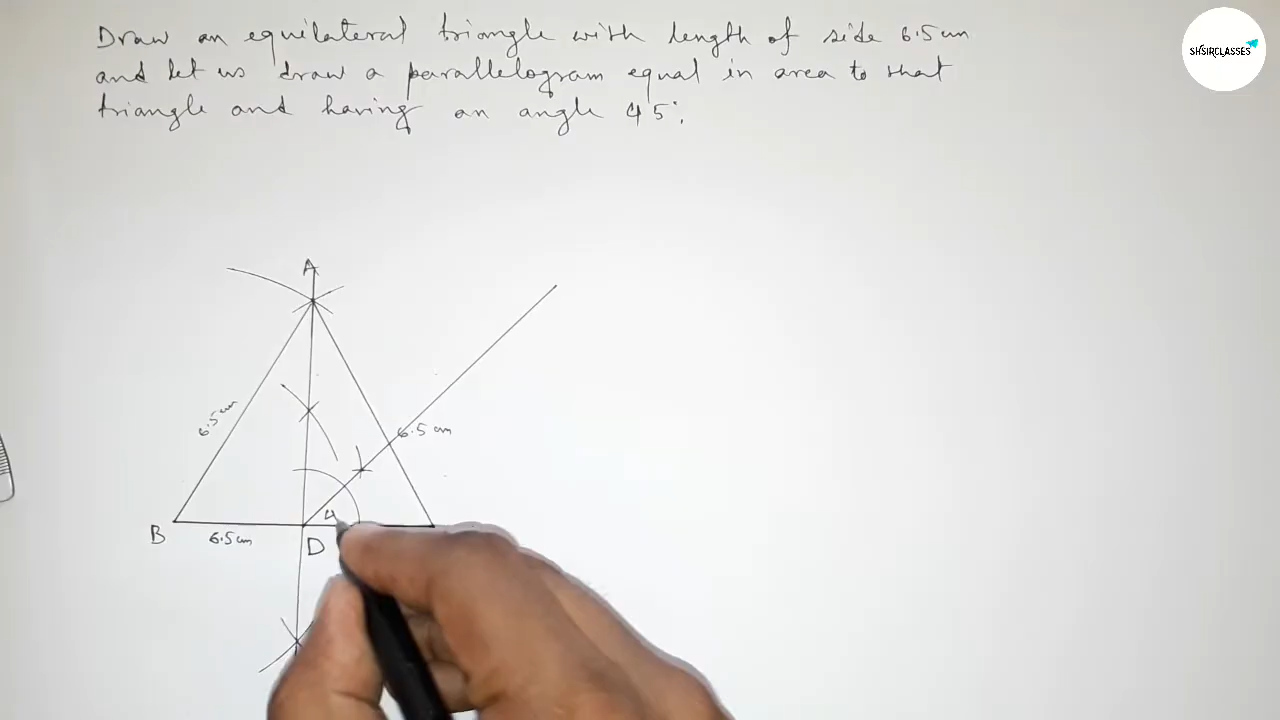 Draw an equilateral triangle with length of side 6.5 cm
and let us draw a parallelogram equal in area to that
triangle and having an angle 45°.
SHSIRCLASSES
A
6.5 cm
6.5 cm
4
B
6.5 cm
D